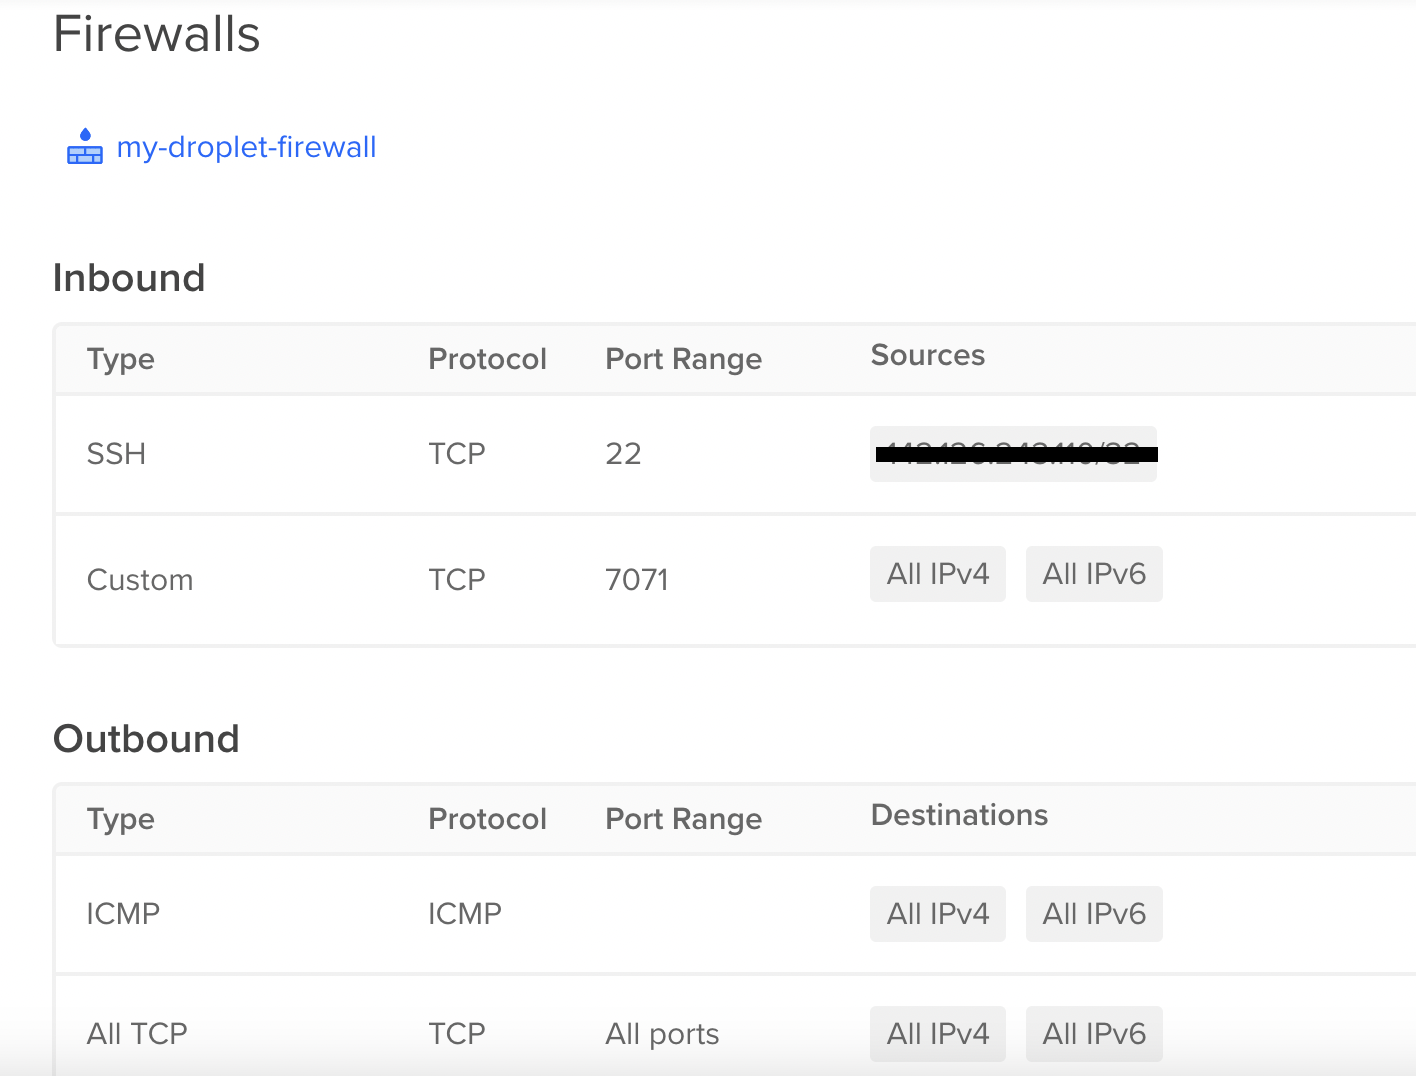 Firewalls
my-droplet-firewall
Inbound
Type Protocol Port Range Sources
SSH TCP 22
Custom TCP 7071 All IPv4 All IPv6
Outbound
Type Protocol Port Range Destinations
ICMP ICMP All IPv4 All IPv6
All TCP TCP All ports All IPv4 All IPv6